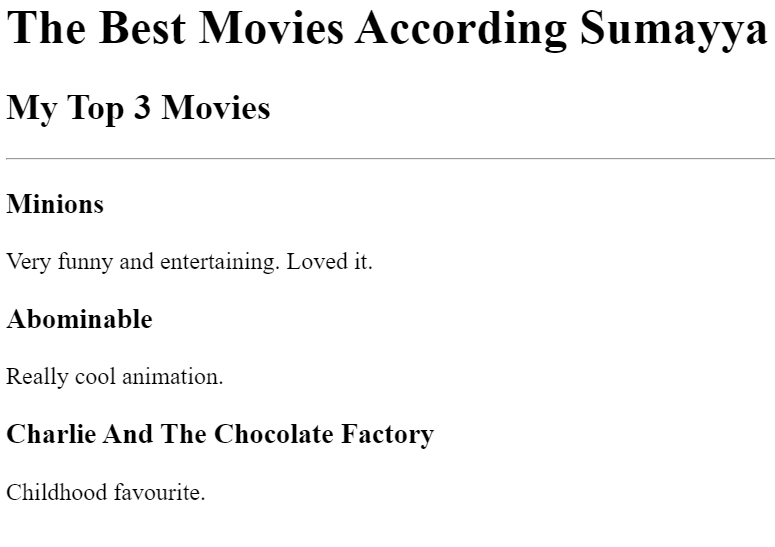 The Best Movies According Sumayya
My Top 3 Movies
Minions
Very funny and entertaining. Loved it.
Abominable
Really cool animation.
Charlie And The Chocolate Factory
Childhood favourite.